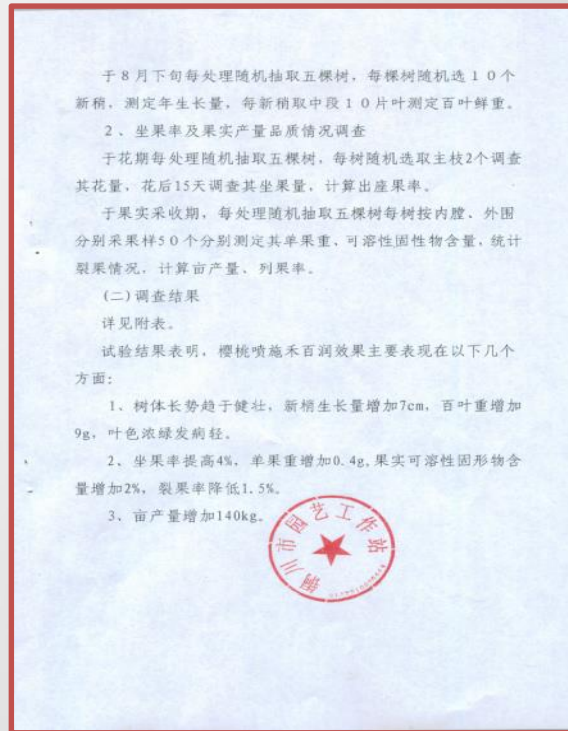 于8月下旬每处理随机抽取五棵树，每棵树随机选10个
新稍，测定年生长量，每新稍取中段10片叶测定百叶鲜重。
2、坐果率及果实产量品质情况调查
于花期每处理随机抽取五棵树，每树随机选取主枝2个调查
其花量，花后15天调查其坐果量，计算出座果率。
于果实采收期，每处理随机抽取五棵树每树按内膛、外围
分别采果样50个分别测定其单果重、可溶性固性物含量，统计
裂果情况，计算亩产量、列果率。
(二)调查结果
详见附表。
试验结果表明，樱桃喷施禾百润效果主要表现在以下几个
方面：
1、树体长势趋于健壮，新梢生长量增加7cm，百叶重增加
9g，叶色浓绿发病轻。
2、坐果率提高4%，单果重增加0.4g,果实可溶性固形物含
量增加2%，裂果率降低1.5%。
3、亩产量增加140kg。
铜川市园艺工作站